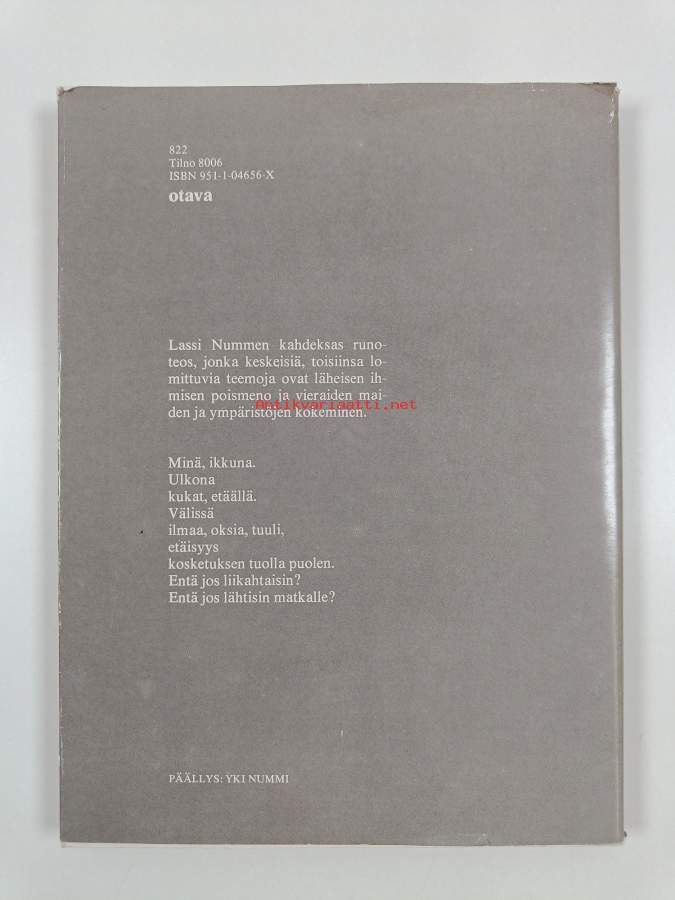 822
Tilno 8006
ISBN 951-1-04656-X
otava
Lassi Nummen kahdeksas runo-
teos, jonka keskeisiä, toisiinsa lo-
mittuvia teemoja ovat läheisen ih-
misen poismeno ja vieraiden mai-
Antikvariaatti.net
den ja ympäristöjen kokeminen.
Minä, ikkuna.
Ulkona
kukat, etäällä.
Välissä
ilmaa, oksia, tuuli,
etäisyys
kosketuksen tuolla puolen.
Entä jos liikahtaisin?
Entä jos lähtisin matkalle?
PÄÄLLYS: YKI NUMMI